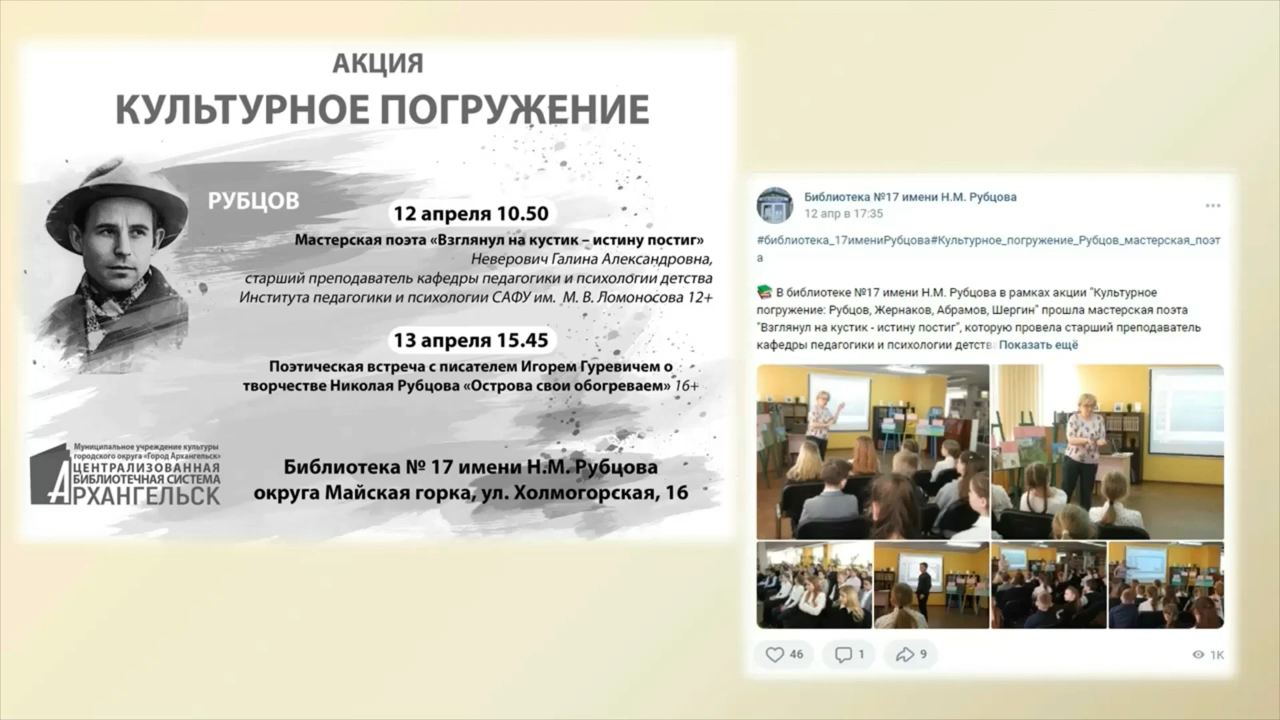 АКЦИЯ
КУЛЬТУРНОЕ ПОГРУЖЕНИЕ
РУБЦОВ
12 апреля 10.50
Мастерская поэта «Взглянул на кустик – истину постиг»
Неверович Галина Александровна,
старший преподаватель кафедры педагогики и психологии детства
Института педагогики и психологии САФУ им. М. В. Ломоносова 12+
13 апреля 15.45
Поэтическая встреча с писателем Игорем Гуревичем о
творчестве Николая Рубцова «Острова свои обогреваем» 16+
Муниципальное учреждение культуры
городского округа «Город Архангельск»
ЦЕНТРАЛИЗОВАННАЯ
БИБЛИОТЕЧНАЯ СИСТЕМА
АРХАНГЕЛЬСК
Библиотека № 17 имени Н.М. Рубцова
округа Майская горка, ул. Холмогорская, 16
Библиотека №17 имени Н.М. Рубцова
12 апр в 17:35
#библиотека_17имениРубцова#Культурное_погружение_Рубцов_мастерская_поэт
а
В библиотеке №17 имени Н.М. Рубцова в рамках акции "Культурное
погружение: Рубцов, Жернаков, Абрамов, Шергин" прошла мастерская поэта
"Взглянул на кустик - истину постиг", которую провела старший преподаватель
кафедры педагогики и психологии детства Показать ещё
46
1
9
1K